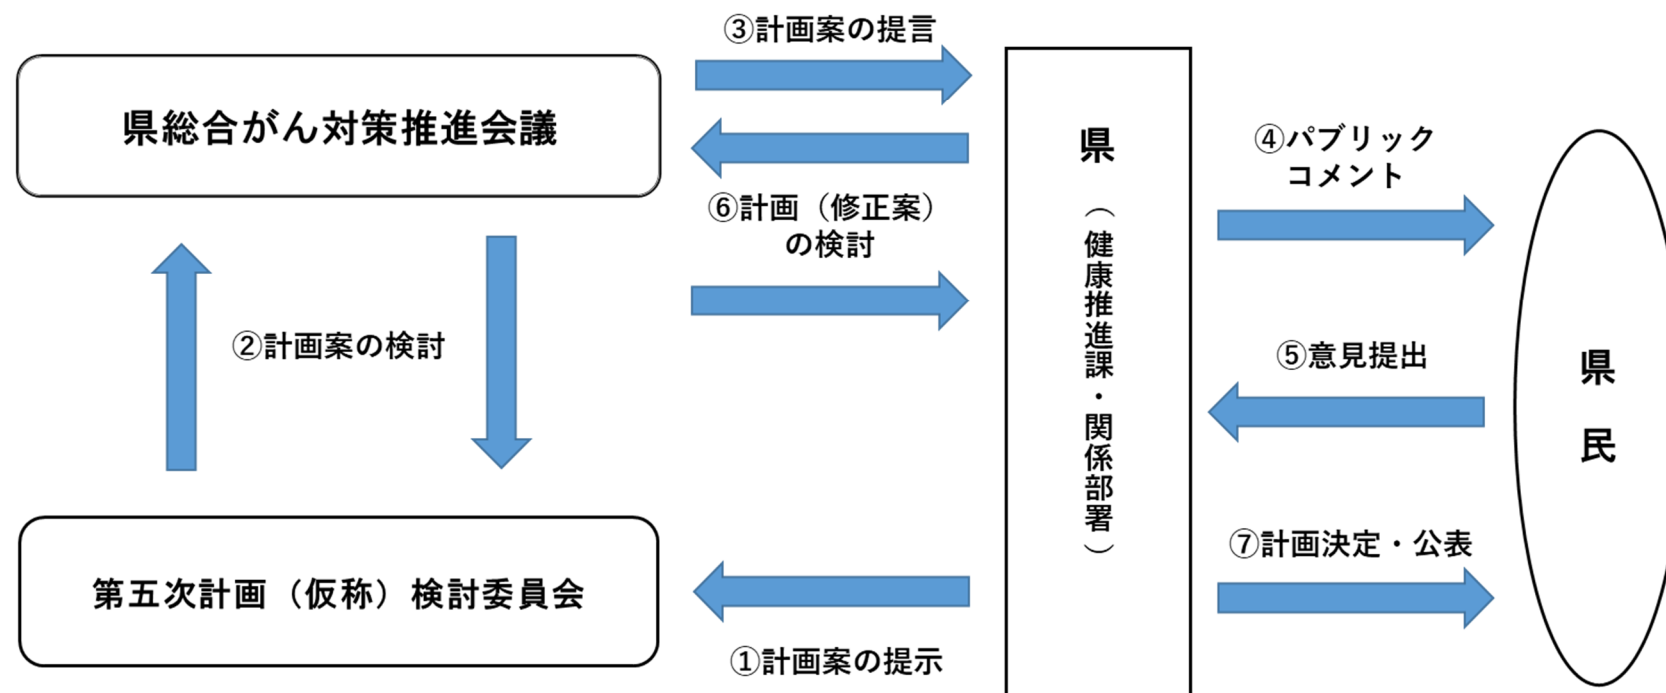 ③計画案の提言
県総合がん対策推進会議
⑥計画（修正案）
の検討
②計画案の検討
第五次計画（仮称）検討委員会
①計画案の提示
県
（健康推進課・関係部署）
④パブリック
コメント
⑤意見提出
⑦計画決定・公表
県民